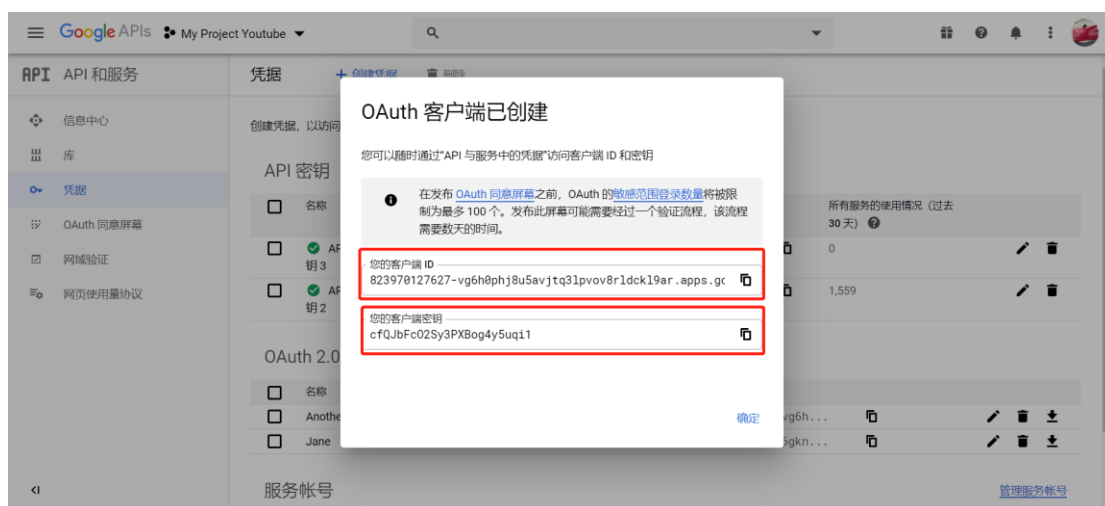 Google APIs My Project Youtube
API API 和服务
凭据
+ 创建凭据 删除
信息中心
库
凭据
OAuth 同意屏幕
网域验证
网页使用量协议
创建凭据，以访问
API 密钥
名称
所有服务的使用情况（过去
30 天）
钥 3
0
钥 2
1,559
OAuth 2.0
名称
Anothe
vg6h...
Jane
5gkn...
服务帐号
管理服务帐号
OAuth 客户端已创建
您可以随时通过“API 与服务中的凭据”访问客户端 ID 和密钥
在发布 OAuth 同意屏幕之前，OAuth 的敏感范围登录数量将被限
制为最多 100 个。发布此屏幕可能需要经过一个验证流程，该流程
需要数天的时间。
您的客户端 ID
823970127627-vg6h0phj8u5avjtq3lpvov8rldckl9ar.apps.gc
您的客户端密钥
cfQJbFcO2Sy3PXBog4y5uqi1
确定